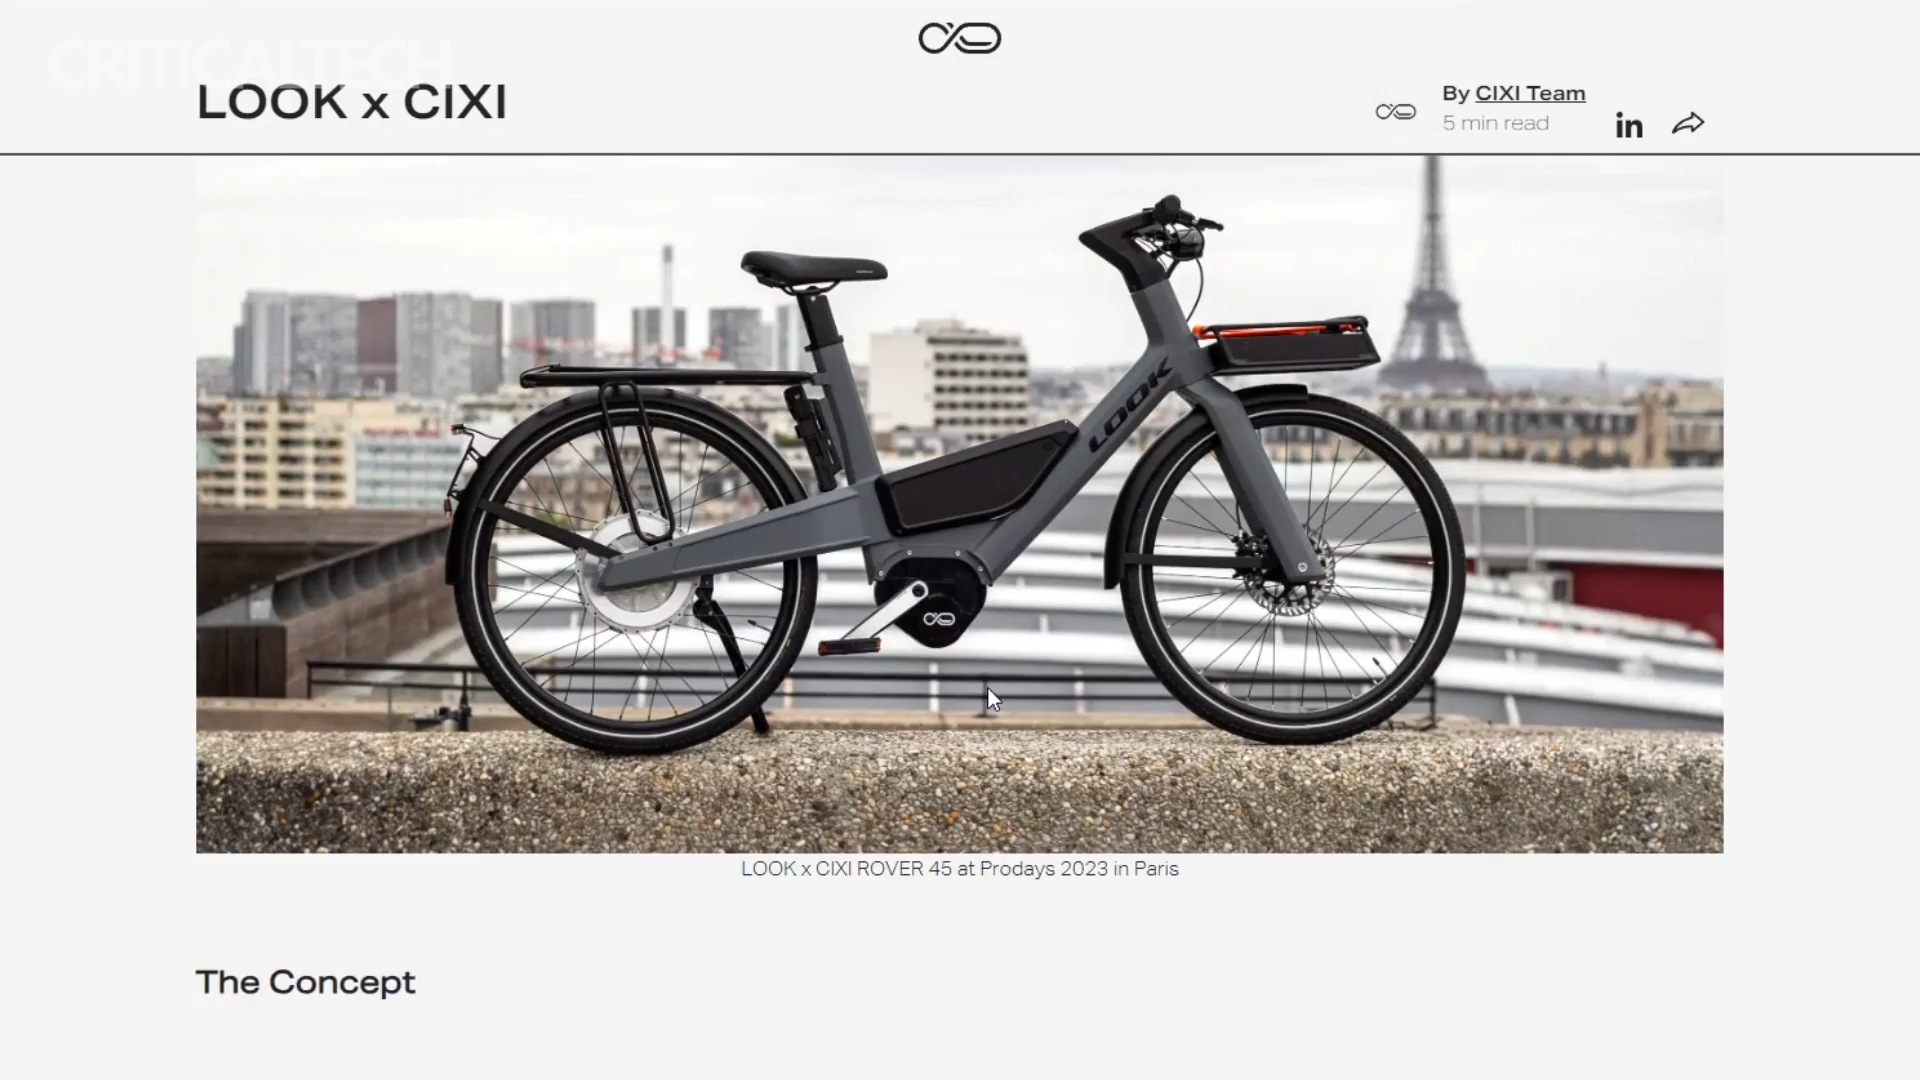 CRITICALTECH
LOOK x CIXI
By CIXI Team
5 min read
in
LOOK
LOOK x CIXI ROVER 45 at Prodays 2023 in Paris
The Concept